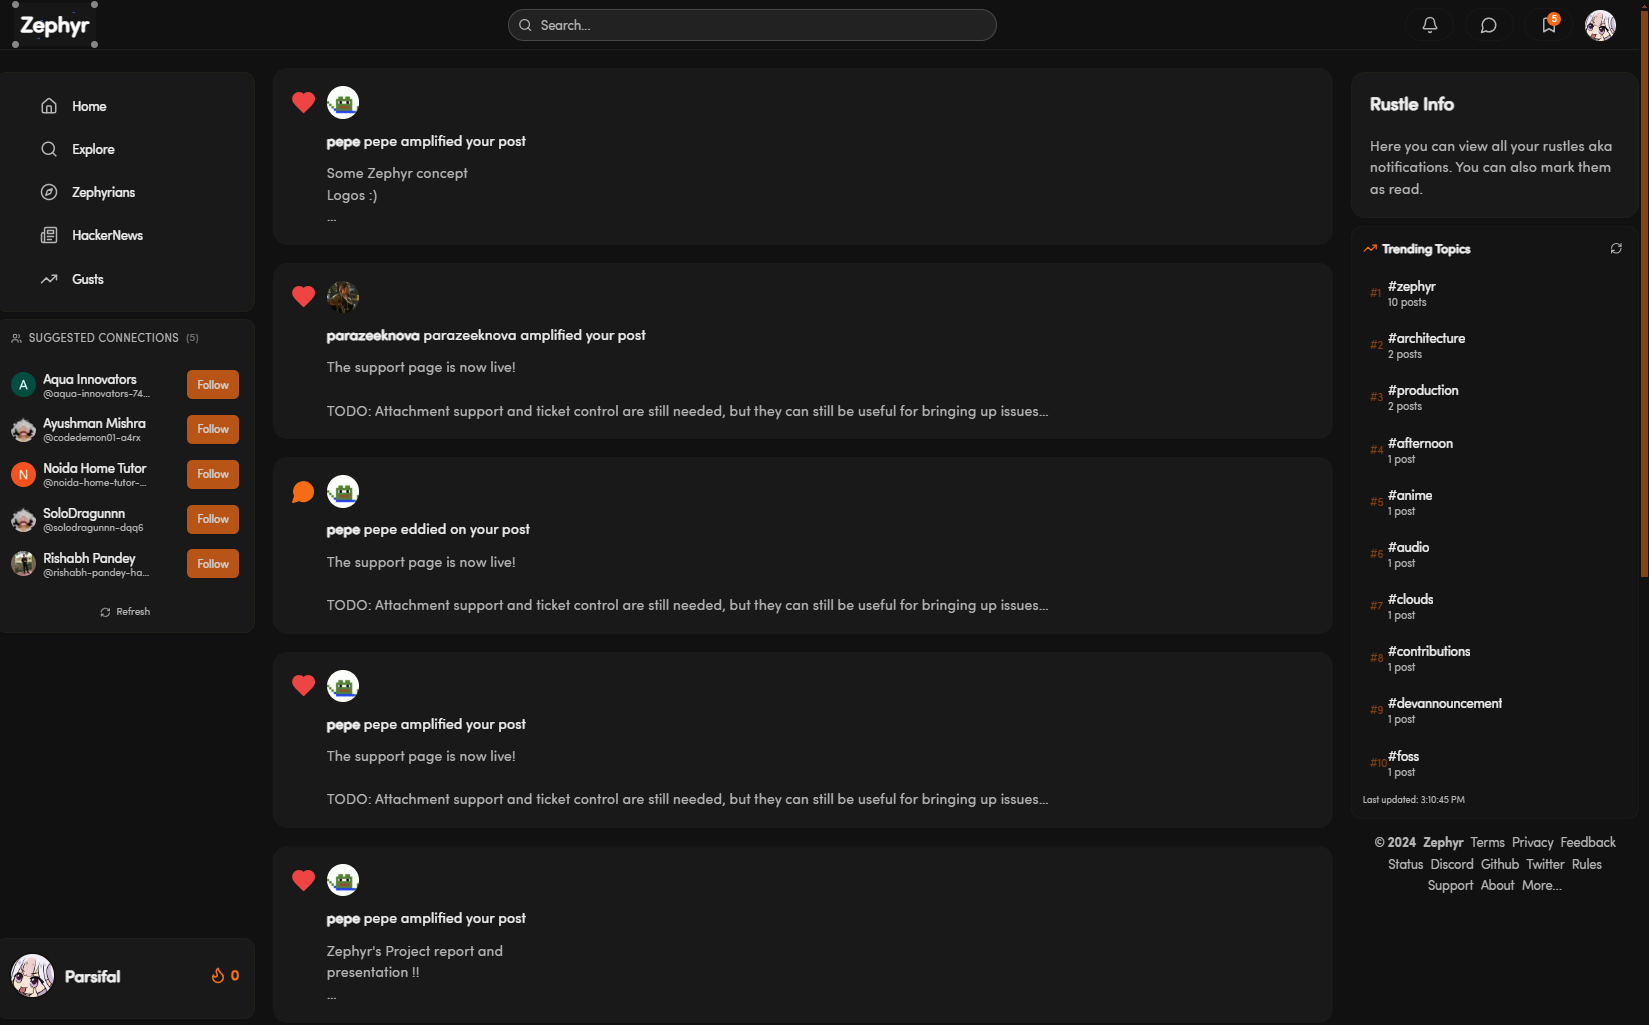 Zephyr
Search...
5
Home
Explore
Zephyrians
HackerNews
Gusts
SUGGESTED CONNECTIONS (5)
A
Aqua Innovators
@aqua-innovators-74...
Follow
Ayushman Mishra
@codedemon01-a4rx
Follow
N
Noida Home Tutor
@noida-home-tutor-...
Follow
SoloDragunnn
@solodragunnn-dqq6
Follow
Rishabh Pandey
@rishabh-pandey-ha...
Follow
Refresh
Parsifal
0
pepe pepe amplified your post
Some Zephyr concept
Logos :)
...
parazeeknova parazeeknova amplified your post
The support page is now live!
TODO: Attachment support and ticket control are still needed, but they can still be useful for bringing up issues...
pepe pepe eddied on your post
The support page is now live!
TODO: Attachment support and ticket control are still needed, but they can still be useful for bringing up issues...
pepe pepe amplified your post
The support page is now live!
TODO: Attachment support and ticket control are still needed, but they can still be useful for bringing up issues...
pepe pepe amplified your post
Zephyr's Project report and
presentation !!
...
Rustle Info
Here you can view all your rustles aka
notifications. You can also mark them
as read.
Trending Topics
#1 #zephyr
10 posts
#2 #architecture
2 posts
#3 #production
2 posts
#4 #afternoon
1 post
#5 #anime
1 post
#6 #audio
1 post
#7 #clouds
1 post
#8 #contributions
1 post
#9 #devannouncement
1 post
#10 #foss
1 post
Last updated: 3:10:45 PM
© 2024 Zephyr Terms Privacy Feedback
Status Discord Github Twitter Rules
Support About More...